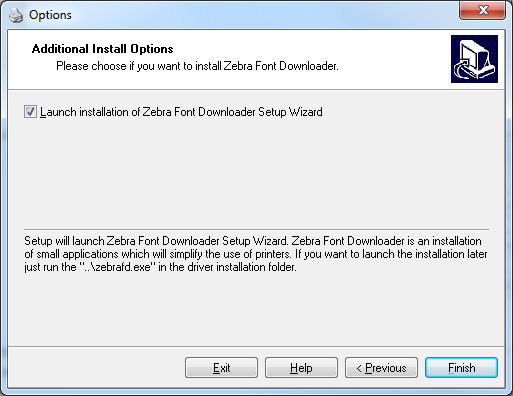 Options
Additional Install Options
Please choose if you want to install Zebra Font Downloader.
Launch installation of Zebra Font Downloader Setup Wizard
Setup will launch Zebra Font Downloader Setup Wizard. Zebra Font Downloader is an installation
of small applications which will simplify the use of printers. If you want to launch the installation later
just run the "..\zebrafd.exe" in the driver installation folder.
Exit Help < Previous Finish